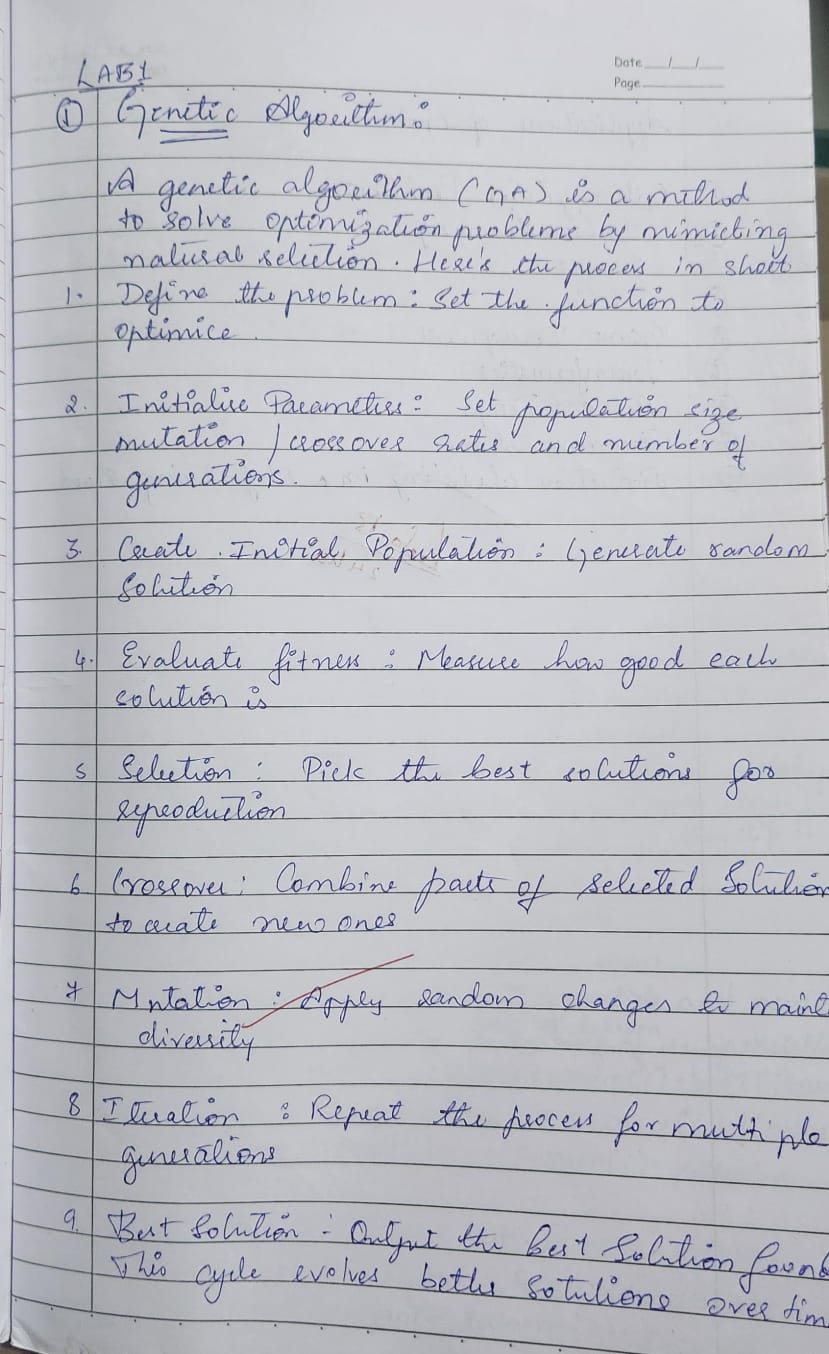 LAB1
Date __/__/__
Page
① Genetic Algorithm:
A genetic algorithm (GA) is a method
to solve optimization problems by mimicking
natural selection. Here's the process in short
1. Define the problem: Set the function to
optimice.
2. Initialise Parameters: Set population size
mutation / crossover rates and number of
generations.
3. Create Initial Population: Generate random
Solution
4. Evaluate fitness: Measure how good each
solution is
5 Selection: Pick the best solutions for
reproduction
6 Crossover: Combine parts of selected Solution
to create new ones
7 Mutation: Apply random changes to maint
diversity
8 Iteration: Repeat the process for multiple
generations
9. Best Solution: Output the best solution found
This cycle evolves better solutions over tim